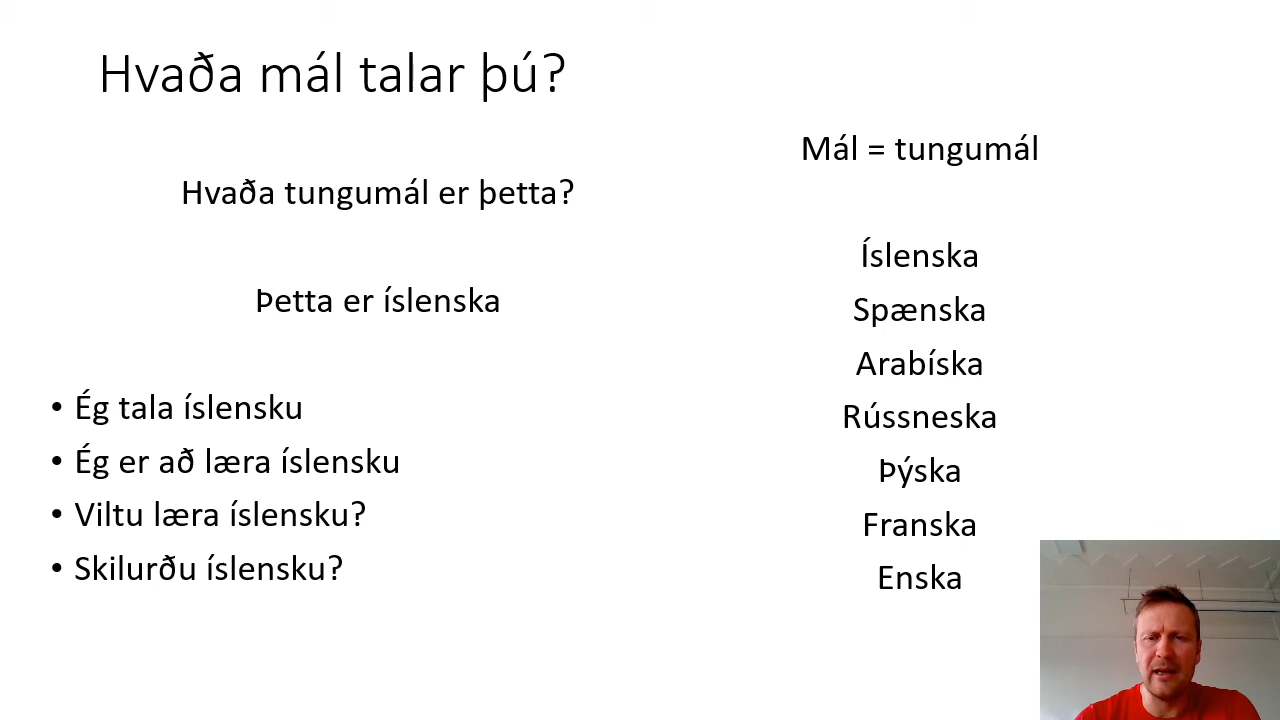 Hvaða mál talar þú?
Hvaða tungumál er þetta?
Þetta er íslenska
• Ég tala íslensku
• Ég er að læra íslensku
• Viltu læra íslensku?
• Skilurðu íslensku?
Mál = tungumál
Íslenska
Spænska
Arabíska
Rússneska
Þýska
Franska
Enska